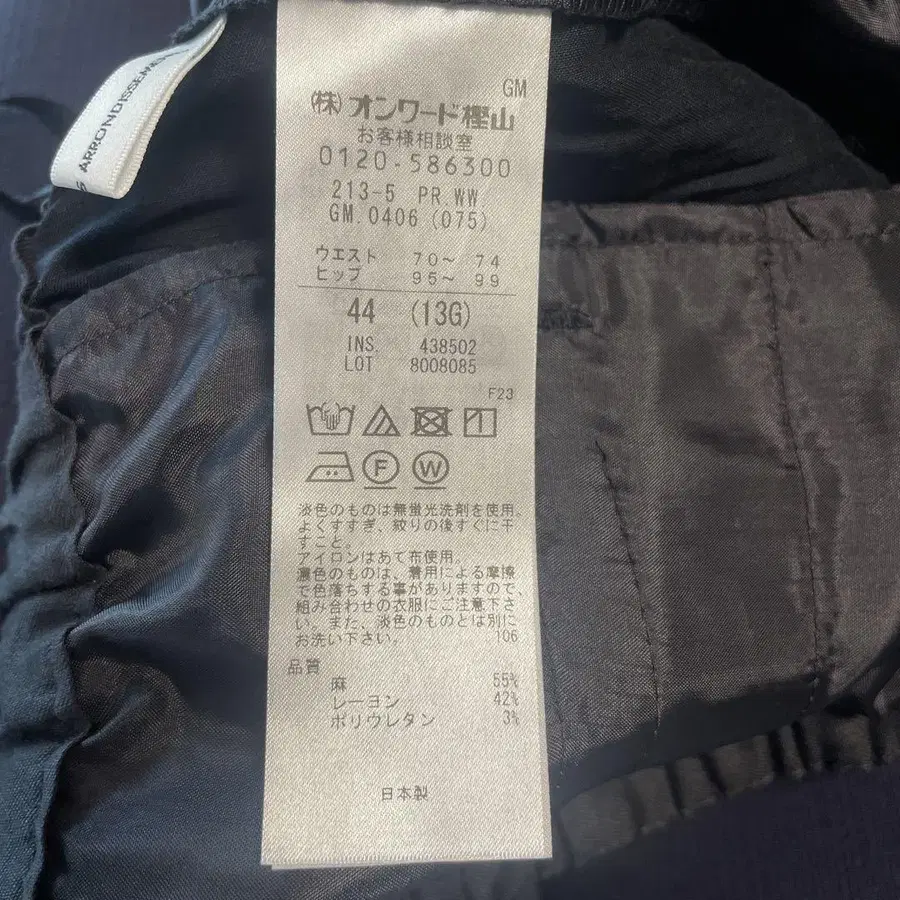 ARRONDISSEME
GM
㈱オンワード樫山
お客様相談室
0120-586300
213-5 PR WW
GM 0406 (075)
ウエスト 70～ 74
ヒップ 95～ 99
44 (13G)
INS. 438502
LOT 8008085
F23
F W
淡色のものは無蛍光洗剤を使用。
よくすすぎ、絞りの後すぐに干
すこと。
アイロンはあて布使用。
濃色のものは、着用による摩擦
で色落ちする事がありますので、
組み合わせの衣服にご注意下さ
い。また、淡色のものとは別に
お洗い下さい。 106
品質
麻 55%
レーヨン 42%
ポリウレタン 3%
日本製